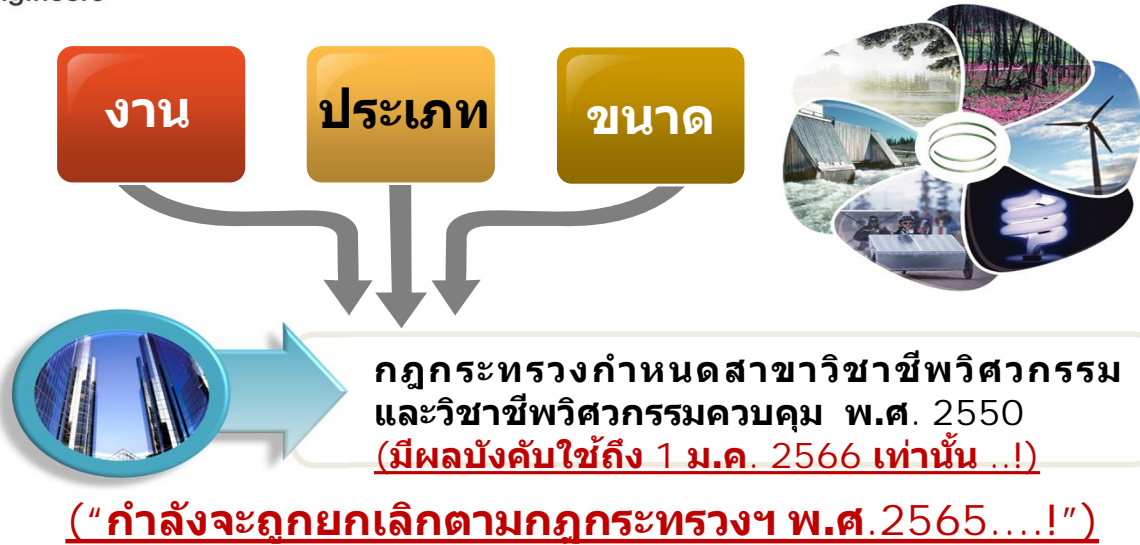 งาน
ประเภท
ขนาด
กฎกระทรวงกำหนดสาขาวิชาชีพวิศวกรรม
และวิชาชีพวิศวกรรมควบคุม พ.ศ. 2550
(มีผลบังคับใช้ถึง 1 ม.ค. 2566 เท่านั้น ..!)
(“กำลังจะถูกยกเลิกตามกฎกระทรวงฯ พ.ศ.2565....!”)